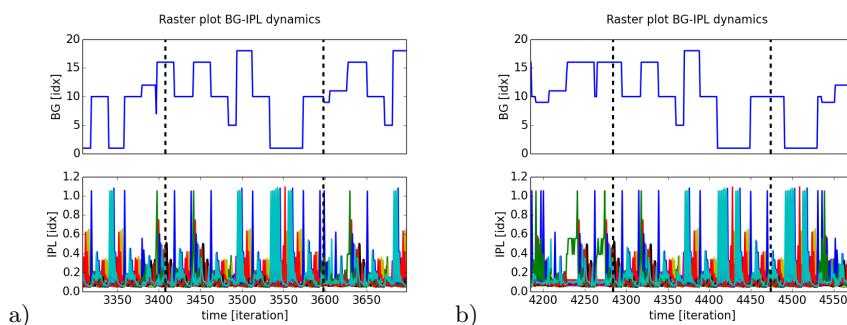 Raster plot BG-IPL dynamics
20
15
10
5
0
BG [idx]
1.2
1.0
0.8
0.6
0.4
0.2
0.0
IPL [idx]
3350 3400 3450 3500 3550 3600 3650
time [iteration]
a)
Raster plot BG-IPL dynamics
20
15
10
5
0
BG [idx]
1.2
1.0
0.8
0.6
0.4
0.2
0.0
IPL [idx]
4200 4250 4300 4350 4400 4450 4500 4550
time [iteration]
b)